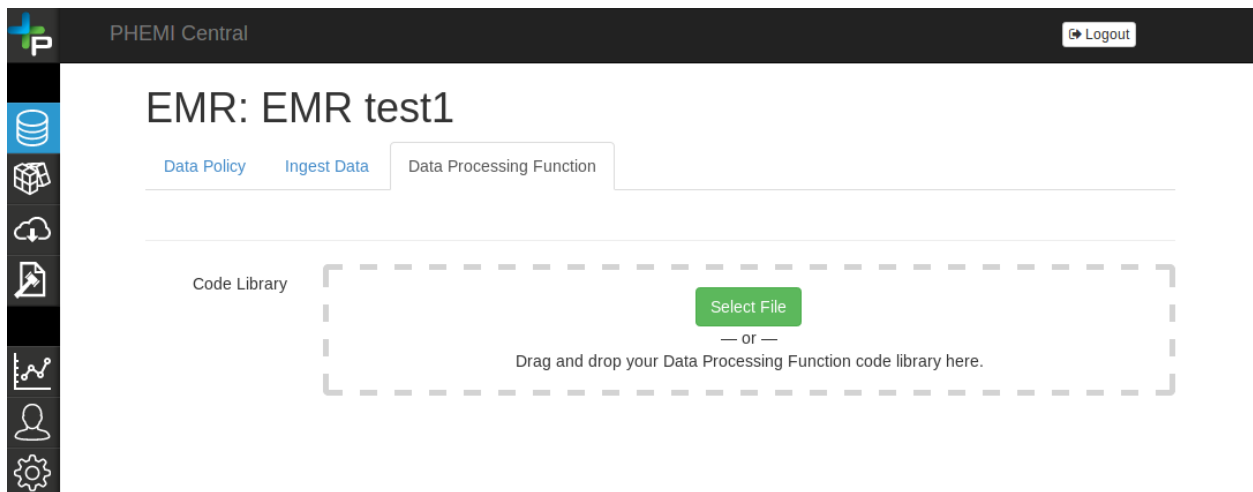 P
PHEMI Central
Logout
EMR: EMR test1
Data Policy Ingest Data Data Processing Function
Code Library
Select File
— or —
Drag and drop your Data Processing Function code library here.